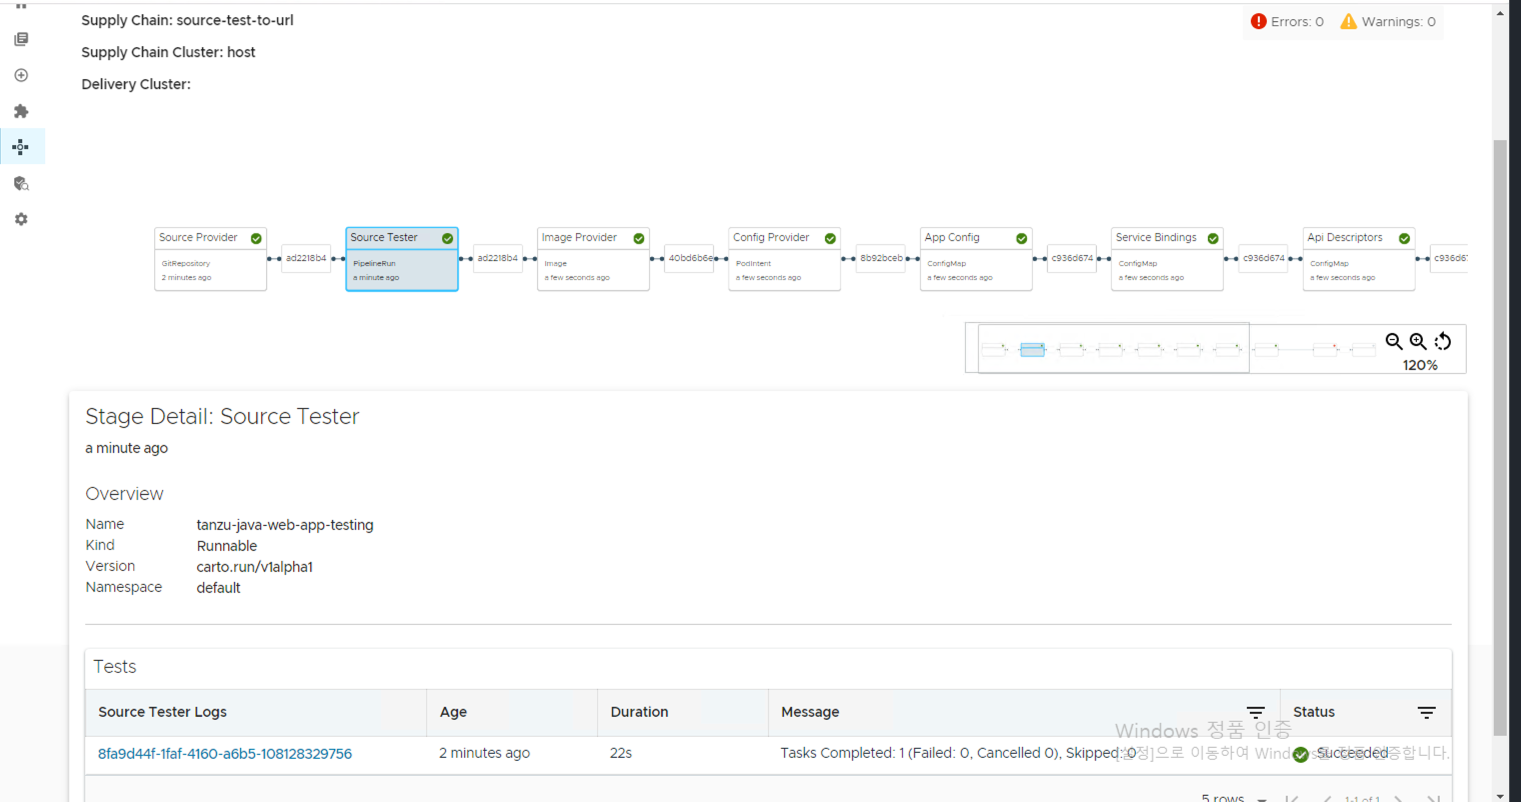 Supply Chain: source-test-to-url
Errors: 0
Warnings: 0
Supply Chain Cluster: host
Delivery Cluster:
Source Provider
GitRepository
2 minutes ago
ad2218b4
Source Tester
PipelineRun
a minute ago
ad2218b4
Image Provider
Image
a few seconds ago
40bd6b6e
Config Provider
PodIntent
a few seconds ago
8b92bceb
App Config
ConfigMap
a few seconds ago
c936d674
Service Bindings
ConfigMap
a few seconds ago
c936d674
Api Descriptors
ConfigMap
a few seconds ago
c936d67
120%
Stage Detail: Source Tester
a minute ago
Overview
Name tanzu-java-web-app-testing
Kind Runnable
Version carto.run/v1alpha1
Namespace default
Tests
Source Tester Logs Age Duration Message Status
8fa9d44f-1faf-4160-a6b5-108128329756 2 minutes ago 22s Tasks Completed: 1 (Failed: 0, Cancelled 0), Skipped: 0 Succeeded
Windows 정품 인증
[설정]으로 이동하여 Windows를 정품 인증합니다.
5 rows
1-1 of 1